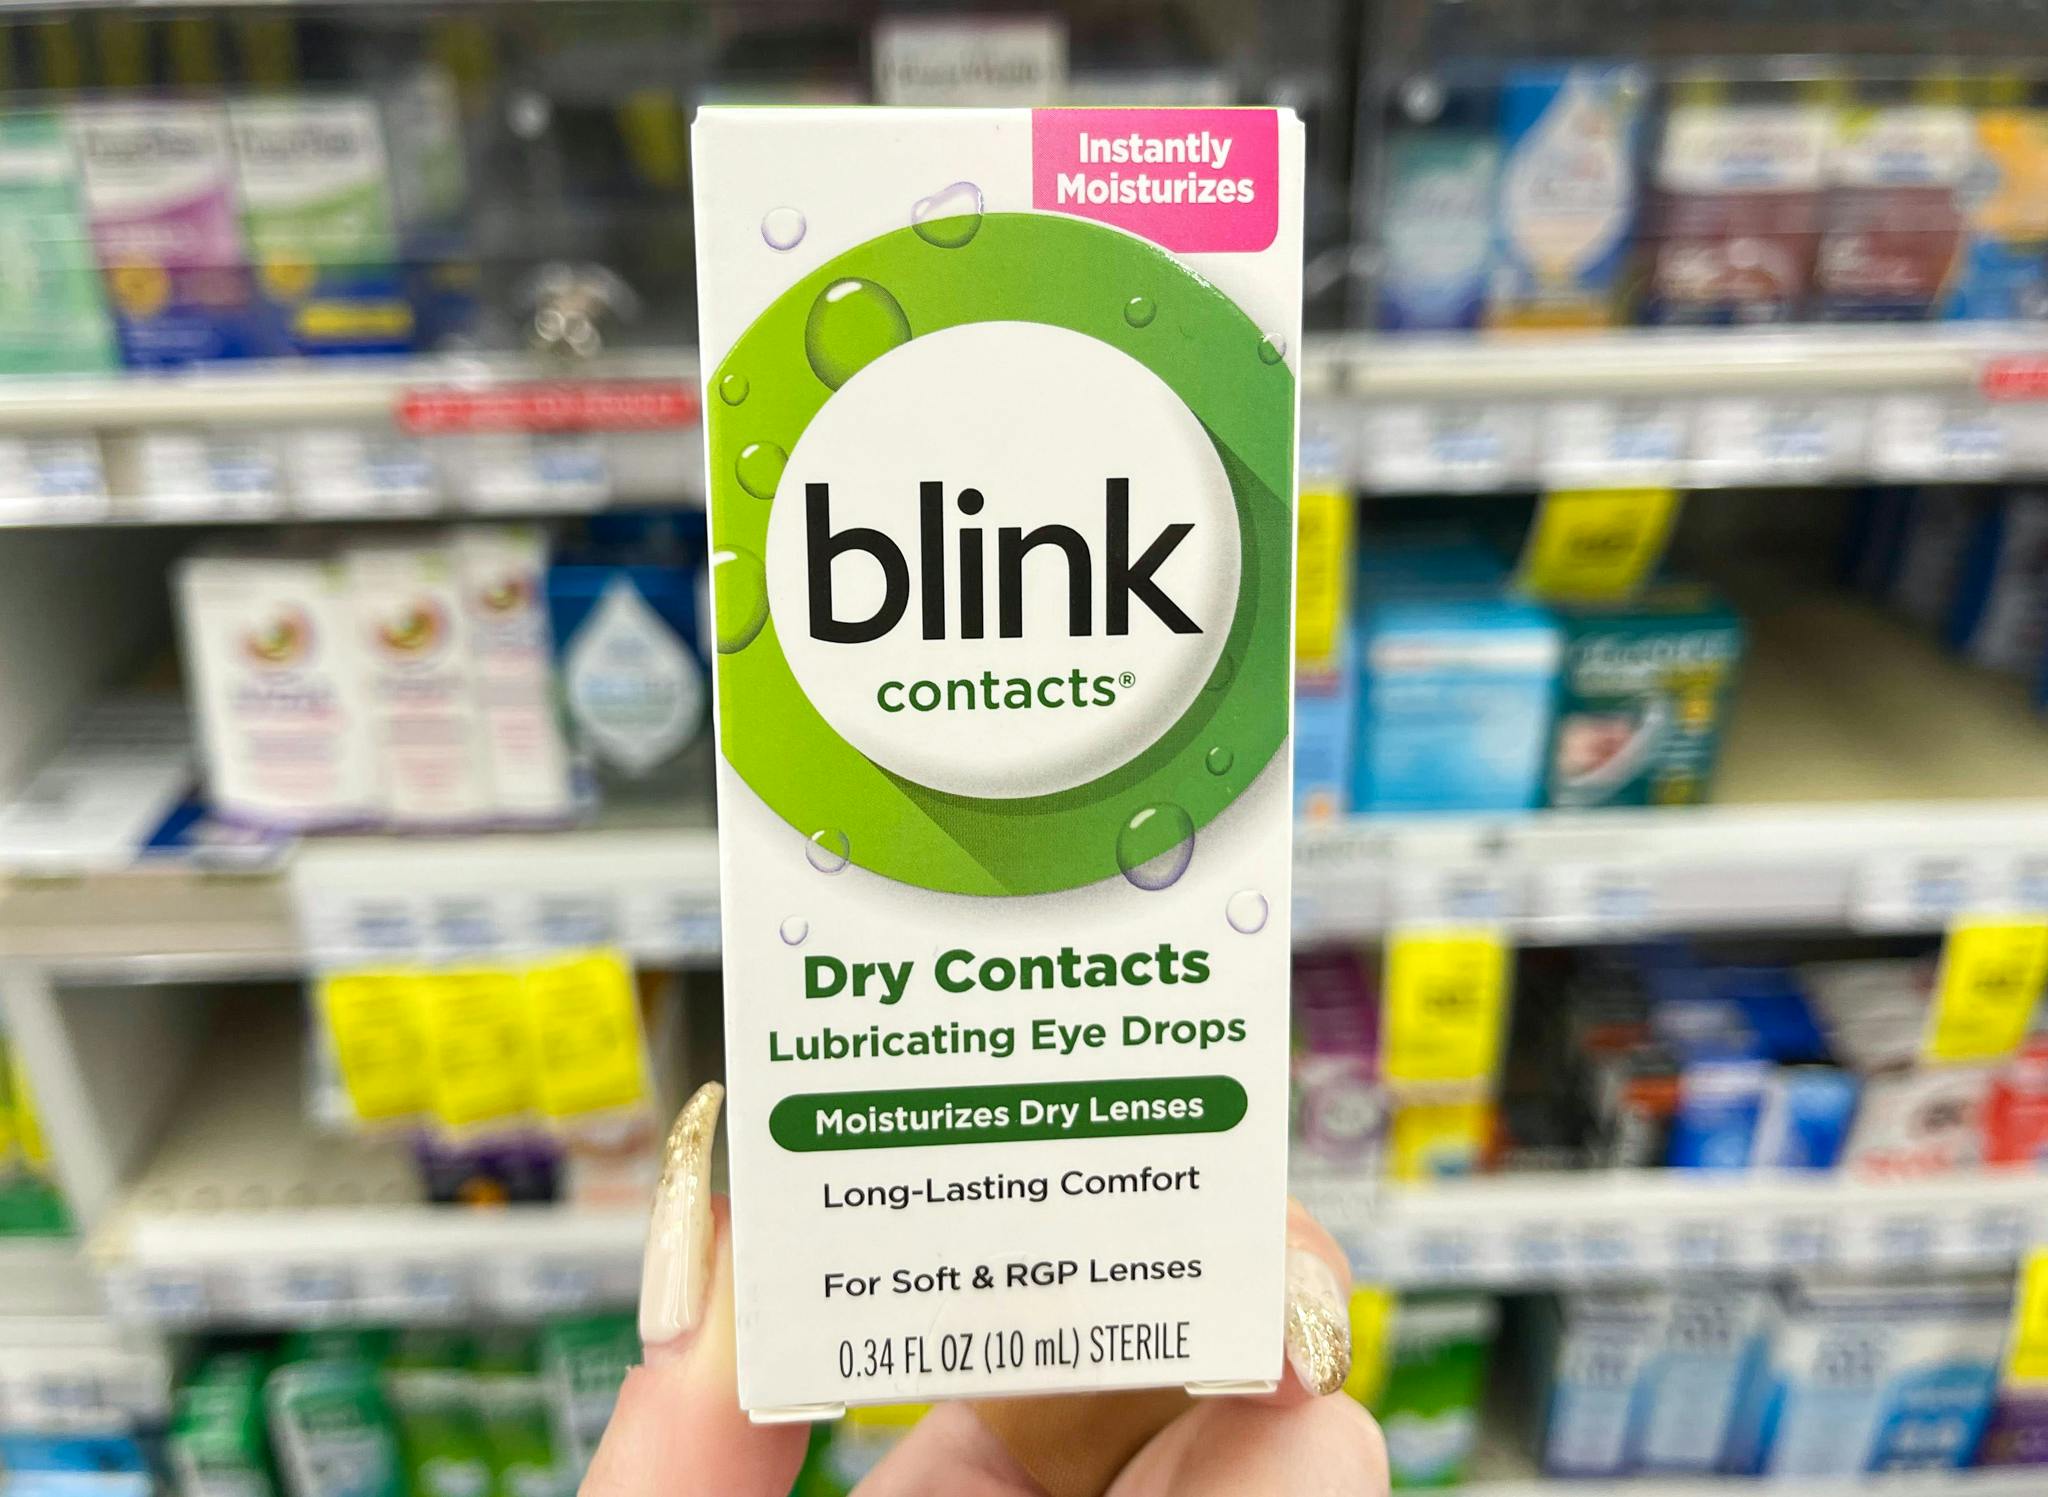 Instantly
Moisturizes
blink
contacts®
Dry Contacts
Lubricating Eye Drops
Moisturizes Dry Lenses
Long-Lasting Comfort
For Soft & RGP Lenses
0.34 FL OZ (10 mL) STERILE